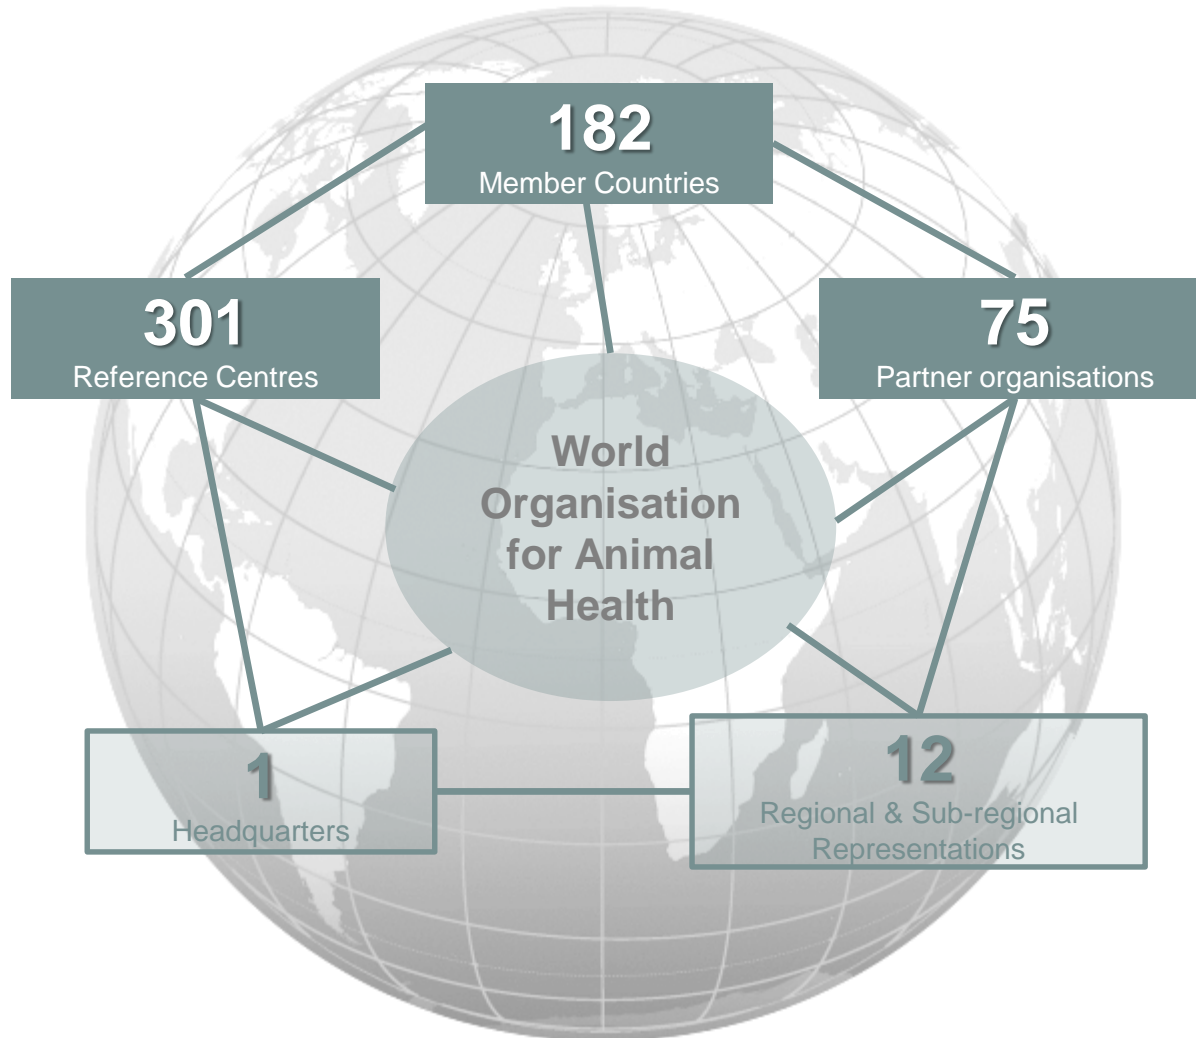 182
Member Countries
301
Reference Centres
75
Partner organisations
World
Organisation
for Animal
Health
1
Headquarters
12
Regional & Sub-regional
Representations